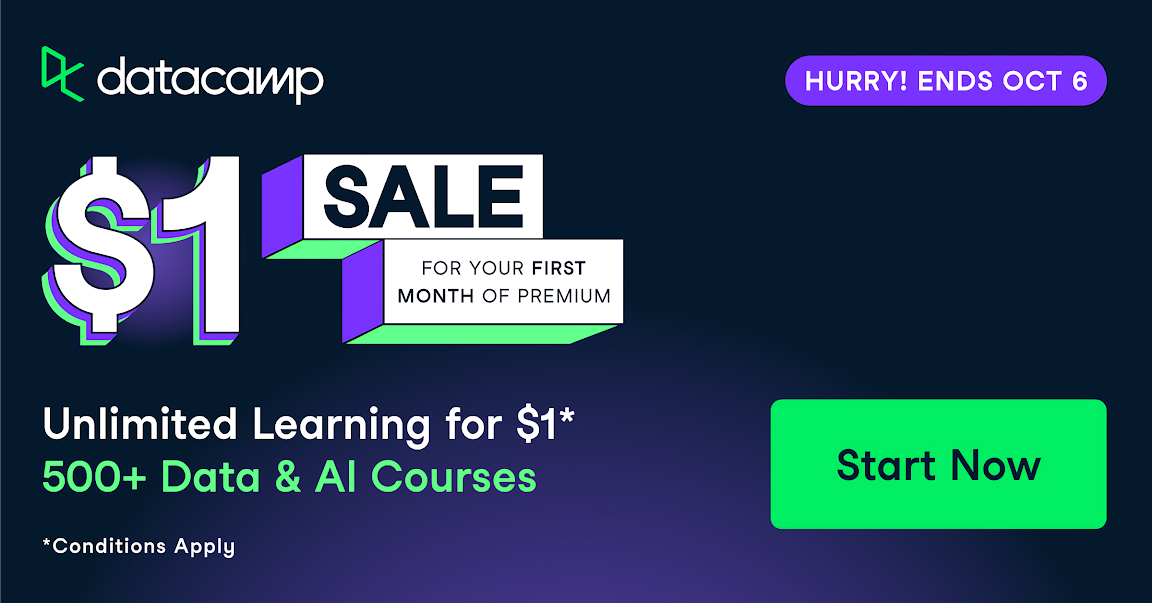 datacamp
HURRY! ENDS OCT 6
$1
SALE
FOR YOUR FIRST
MONTH OF PREMIUM
Unlimited Learning for $1*
500+ Data & AI Courses
Start Now
*Conditions Apply